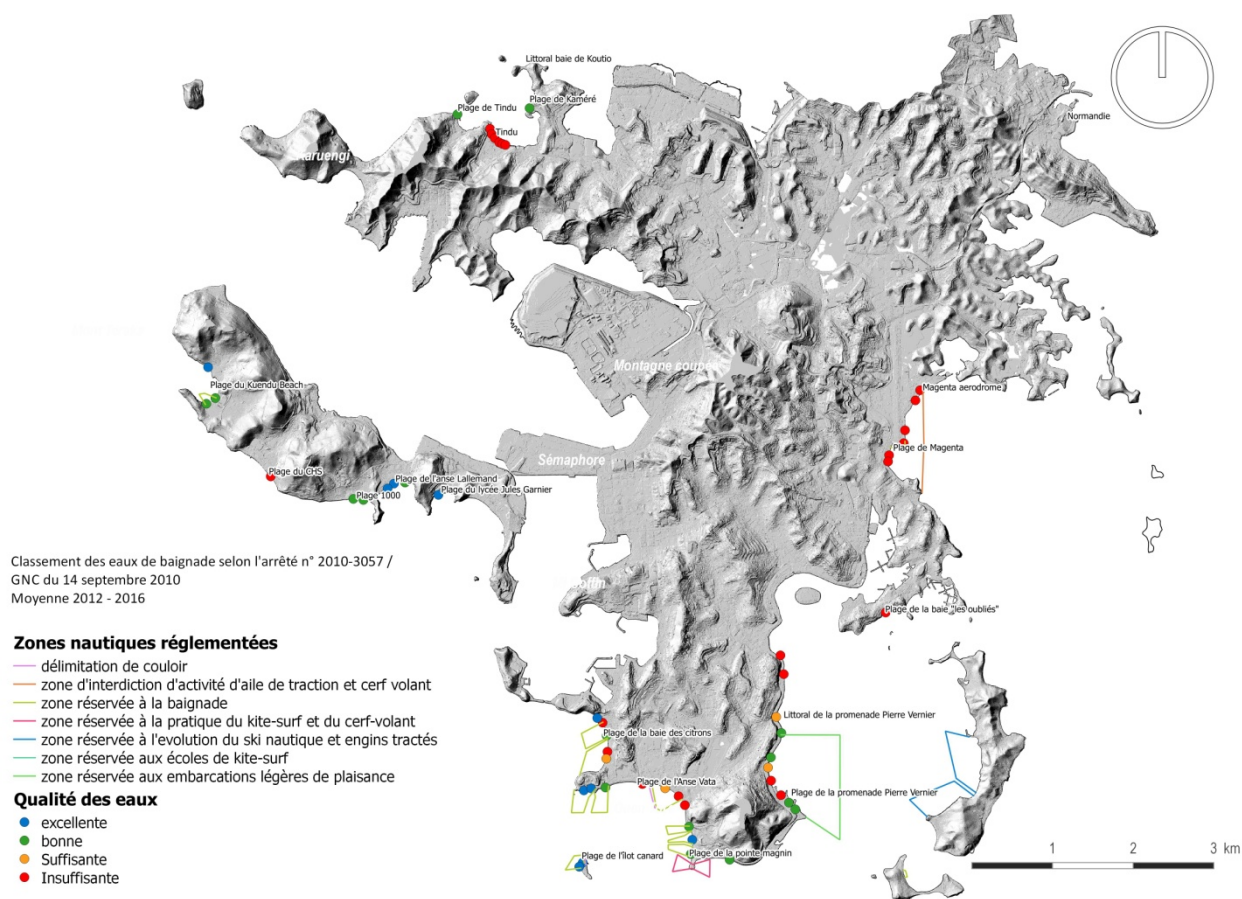 Littoral baie de Koutio
Plage de Tindu
Plage de Kaméré
Normandie
Tindu
Karuengi
Montagne coupée
Plage du Kuendu Beach
Magenta aerodrome
Plage de Magenta
Sémaphore
Plage du CHS
Plage de l'anse Lallemand
Plage 1000
Plage du lycée Jules Garnier
Classement des eaux de baignade selon l'arrêté n° 2010-3057 /
GNC du 14 septembre 2010
Moyenne 2012 - 2016
Plage de la baie "les oubliés"
Zones nautiques réglementées
délimitation de couloir
zone d'interdiction d'activité d'aile de traction et cerf volant
zone réservée à la baignade
zone réservée à la pratique du kite-surf et du cerf-volant
zone réservée à l'evolution du ski nautique et engins tractés
zone réservée aux écoles de kite-surf
zone réservée aux embarcations légères de plaisance
Qualité des eaux
excellente
bonne
Suffisante
Insuffisante
Littoral de la promenade Pierre Vernier
Plage de la baie des citrons
Plage de l'Anse Vata
Plage de la promenade Pierre Vernier
Plage de l'îlot canard
Plage de la pointe magnin
1 2 3 km